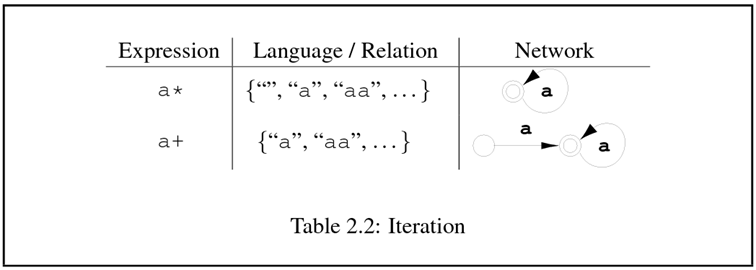 Expression Language / Relation Network
a* {“”, “a”, “aa”, …} a
a+ {“a”, “aa”, …} a a
Table 2.2: Iteration